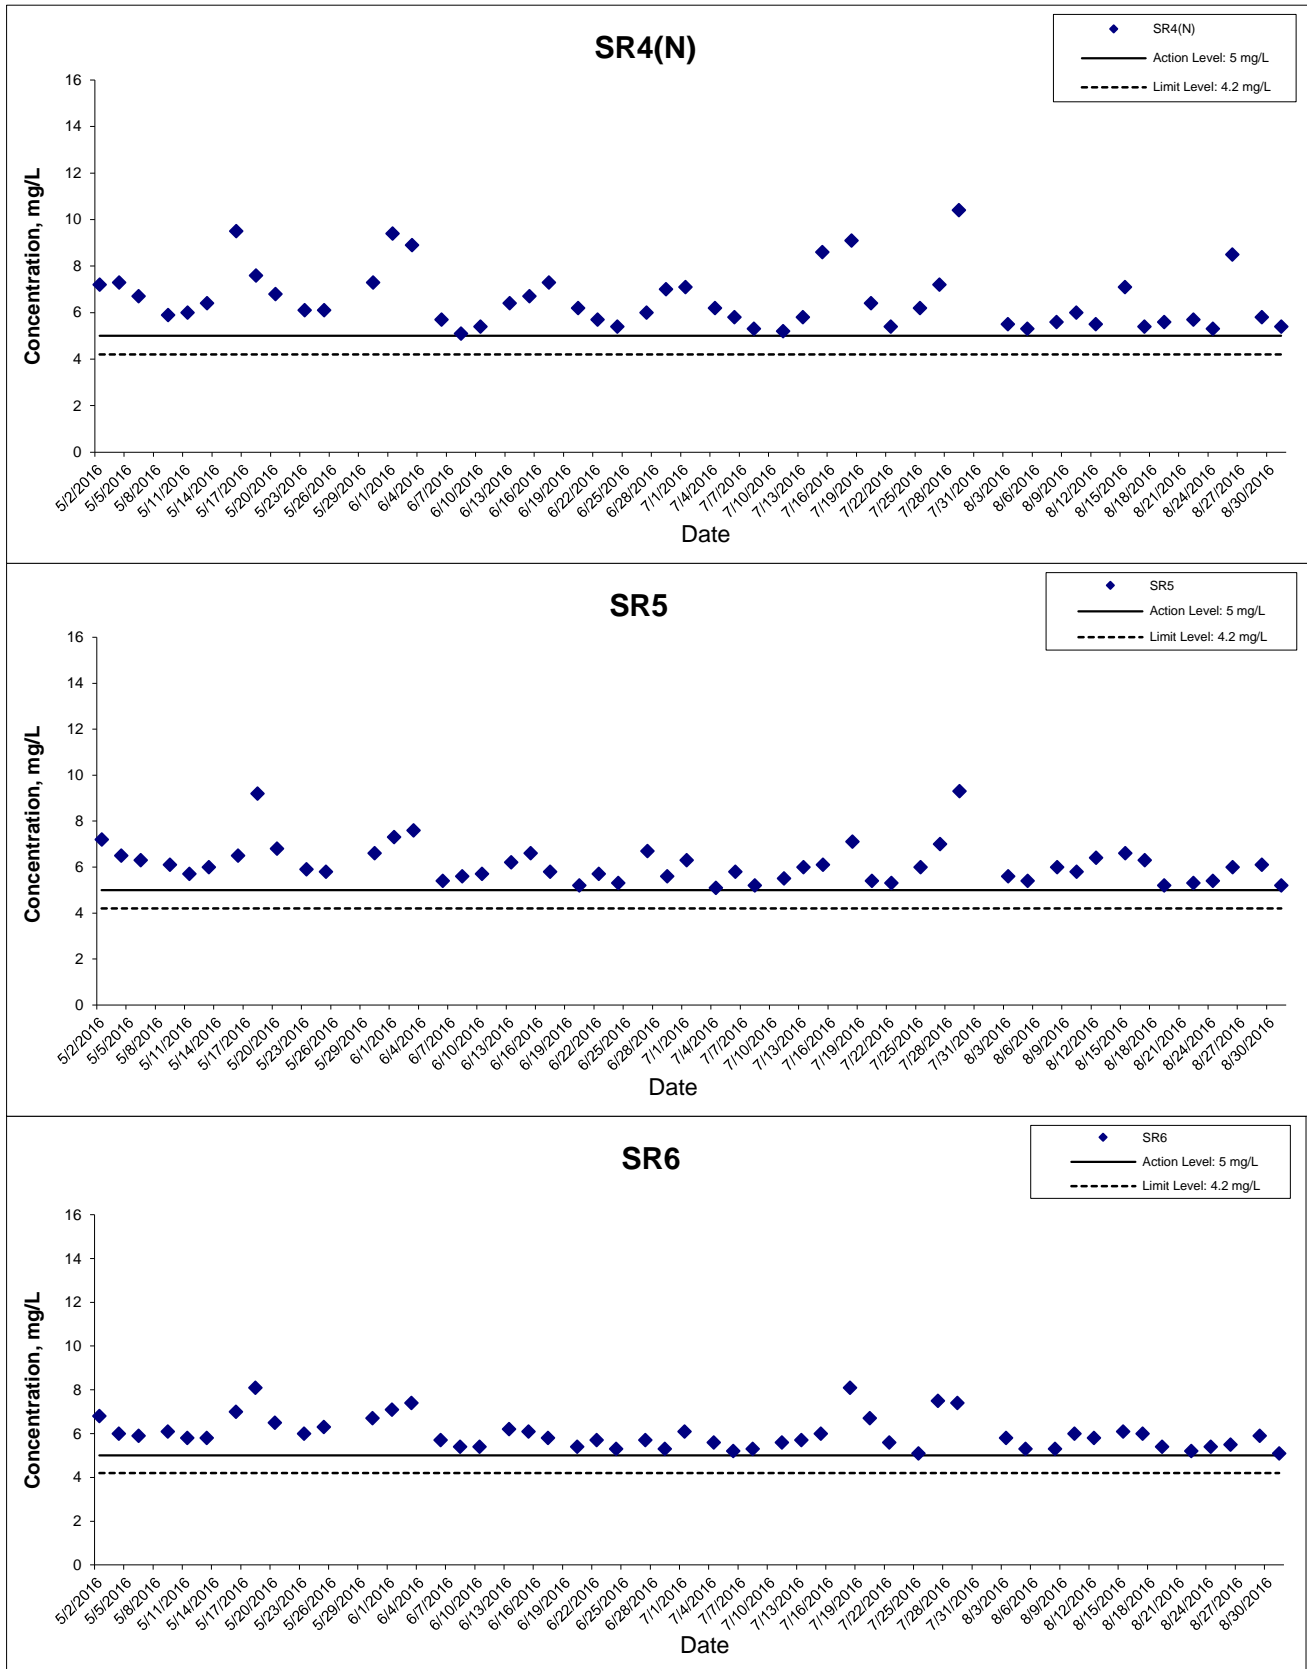 SR4(N)
SR4(N)
Action Level: 5 mg/L
Limit Level: 4.2 mg/L
Concentration, mg/L
16
14
12
10
8
6
4
2
0
5/2/2016 5/5/2016 5/8/2016 5/11/2016 5/14/2016 5/17/2016 5/20/2016 5/23/2016 5/26/2016 5/29/2016 6/1/2016 6/4/2016 6/7/2016 6/10/2016 6/13/2016 6/16/2016 6/19/2016 6/22/2016 6/25/2016 6/28/2016 7/1/2016 7/4/2016 7/7/2016 7/10/2016 7/13/2016 7/16/2016 7/19/2016 7/22/2016 7/25/2016 7/28/2016 7/31/2016 8/3/2016 8/6/2016 8/9/2016 8/12/2016 8/15/2016 8/18/2016 8/21/2016 8/24/2016 8/27/2016 8/30/2016
Date
SR5
SR5
Action Level: 5 mg/L
Limit Level: 4.2 mg/L
Concentration, mg/L
16
14
12
10
8
6
4
2
0
5/2/2016 5/5/2016 5/8/2016 5/11/2016 5/14/2016 5/17/2016 5/20/2016 5/23/2016 5/26/2016 5/29/2016 6/1/2016 6/4/2016 6/7/2016 6/10/2016 6/13/2016 6/16/2016 6/19/2016 6/22/2016 6/25/2016 6/28/2016 7/1/2016 7/4/2016 7/7/2016 7/10/2016 7/13/2016 7/16/2016 7/19/2016 7/22/2016 7/25/2016 7/28/2016 7/31/2016 8/3/2016 8/6/2016 8/9/2016 8/12/2016 8/15/2016 8/18/2016 8/21/2016 8/24/2016 8/27/2016 8/30/2016
Date
SR6
SR6
Action Level: 5 mg/L
Limit Level: 4.2 mg/L
Concentration, mg/L
16
14
12
10
8
6
4
2
0
5/2/2016 5/5/2016 5/8/2016 5/11/2016 5/14/2016 5/17/2016 5/20/2016 5/23/2016 5/26/2016 5/29/2016 6/1/2016 6/4/2016 6/7/2016 6/10/2016 6/13/2016 6/16/2016 6/19/2016 6/22/2016 6/25/2016 6/28/2016 7/1/2016 7/4/2016 7/7/2016 7/10/2016 7/13/2016 7/16/2016 7/19/2016 7/22/2016 7/25/2016 7/28/2016 7/31/2016 8/3/2016 8/6/2016 8/9/2016 8/12/2016 8/15/2016 8/18/2016 8/21/2016 8/24/2016 8/27/2016 8/30/2016
Date